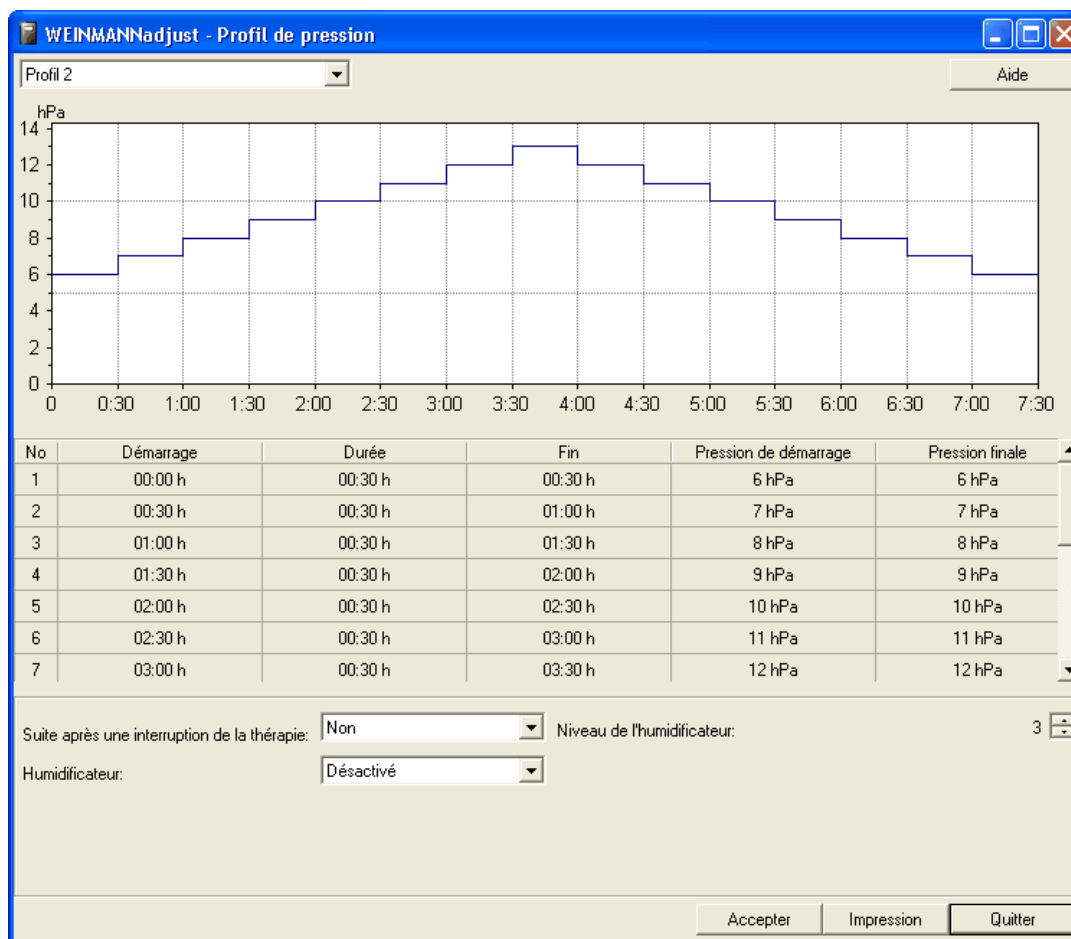 WEINMANNadjust - Profil de pression
Profil 2
Aide
hPa
14
12
10
8
6
4
2
0
0 0:30 1:00 1:30 2:00 2:30 3:00 3:30 4:00 4:30 5:00 5:30 6:00 6:30 7:00 7:30
No Démarrage Durée Fin Pression de démarrage Pression finale
1 00:00 h 00:30 h 00:30 h 6 hPa 6 hPa
2 00:30 h 00:30 h 01:00 h 7 hPa 7 hPa
3 01:00 h 00:30 h 01:30 h 8 hPa 8 hPa
4 01:30 h 00:30 h 02:00 h 9 hPa 9 hPa
5 02:00 h 00:30 h 02:30 h 10 hPa 10 hPa
6 02:30 h 00:30 h 03:00 h 11 hPa 11 hPa
7 03:00 h 00:30 h 03:30 h 12 hPa 12 hPa
Suite après une interruption de la thérapie: Non Niveau de l'humidificateur: 3
Humidificateur: Désactivé
Accepter Impression Quitter